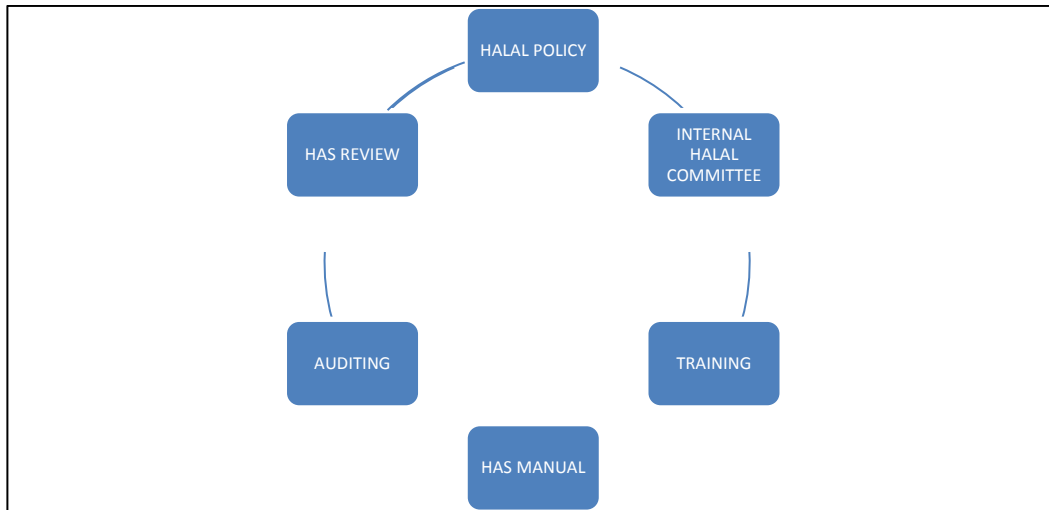 HALAL POLICY
INTERNAL
HALAL
COMMITTEE
TRAINING
HAS MANUAL
AUDITING
HAS REVIEW